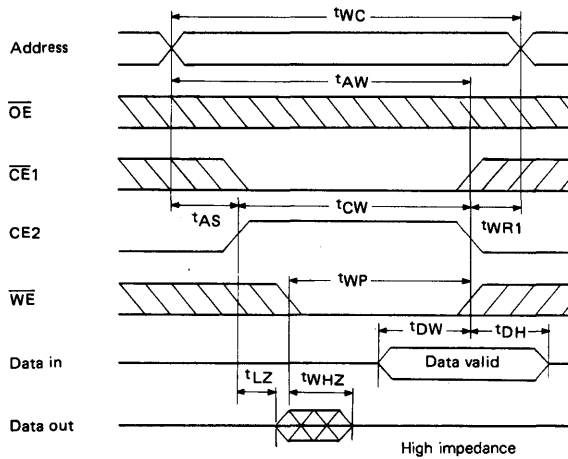 tWC
Address
tAW
OE
CE1
tAS
tCW
tWR1
CE2
tWP
WE
tDW
tDH
Data in
Data valid
tLZ
tWHZ
Data out
High impedance